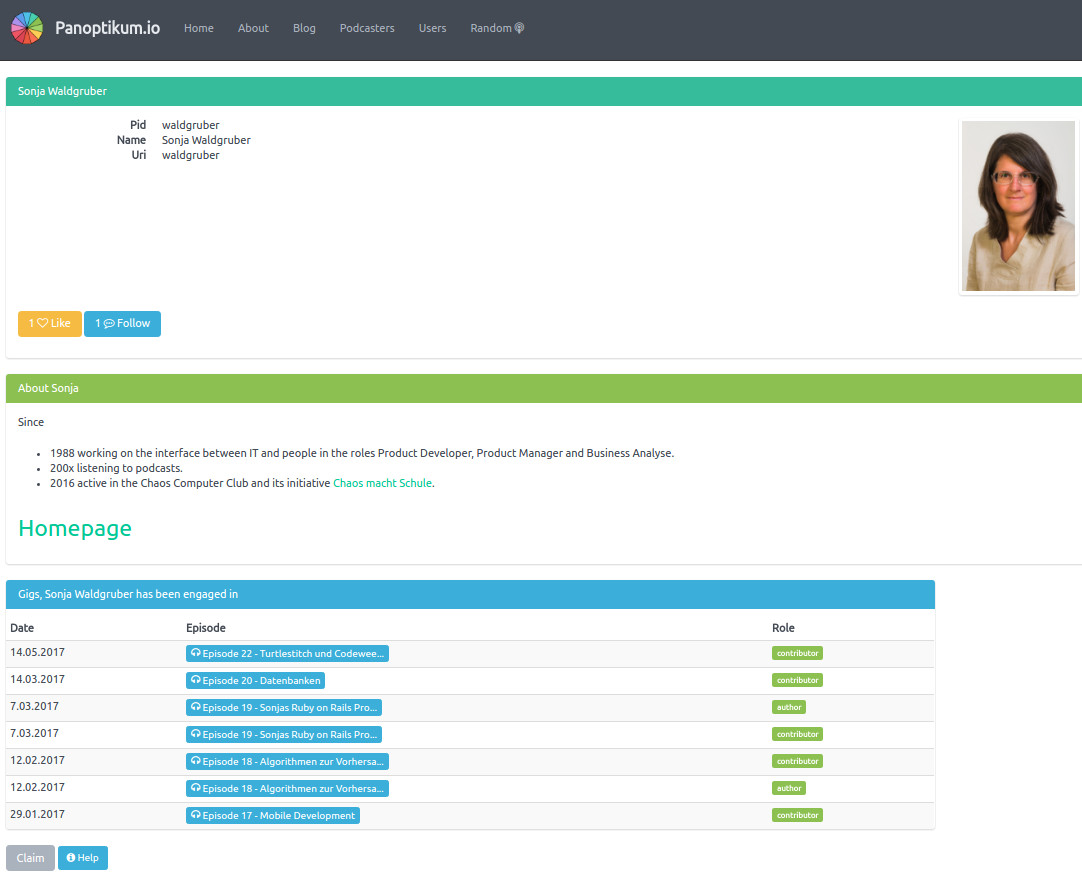 Panoptikum.io Home About Blog Podcasters Users Random
Sonja Waldgruber
Pid waldgruber
Name Sonja Waldgruber
Uri waldgruber
1 Like 1 Follow
About Sonja
Since
• 1988 working on the interface between IT and people in the roles Product Developer, Product Manager and Business Analyse.
• 200x listening to podcasts.
• 2016 active in the Chaos Computer Club and its initiative Chaos macht Schule.
Homepage
Gigs, Sonja Waldgruber has been engaged in
Date Episode Role
14.05.2017 Episode 22 - Turtlestitch und Codewee... contributor
14.03.2017 Episode 20 - Datenbanken contributor
7.03.2017 Episode 19 - Sonjas Ruby on Rails Pro... author
7.03.2017 Episode 19 - Sonjas Ruby on Rails Pro... contributor
12.02.2017 Episode 18 - Algorithmen zur Vorhersa... contributor
12.02.2017 Episode 18 - Algorithmen zur Vorhersa... author
29.01.2017 Episode 17 - Mobile Development contributor
Claim Help